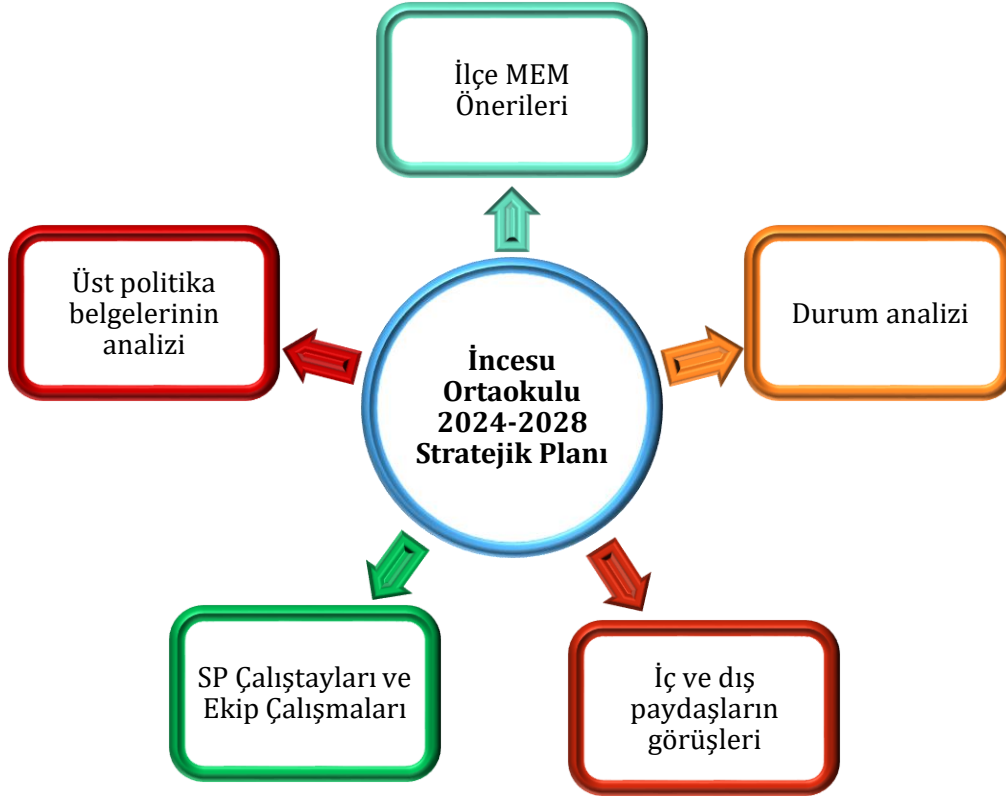 İlçe MEM
Önerileri
Üst politika
belgelerinin
analizi
Durum analizi
İncesu
Ortaokulu
2024-2028
Stratejik Planı
SP Çalıştayları ve
Ekip Çalışmaları
İç ve dış
paydaşların
görüşleri